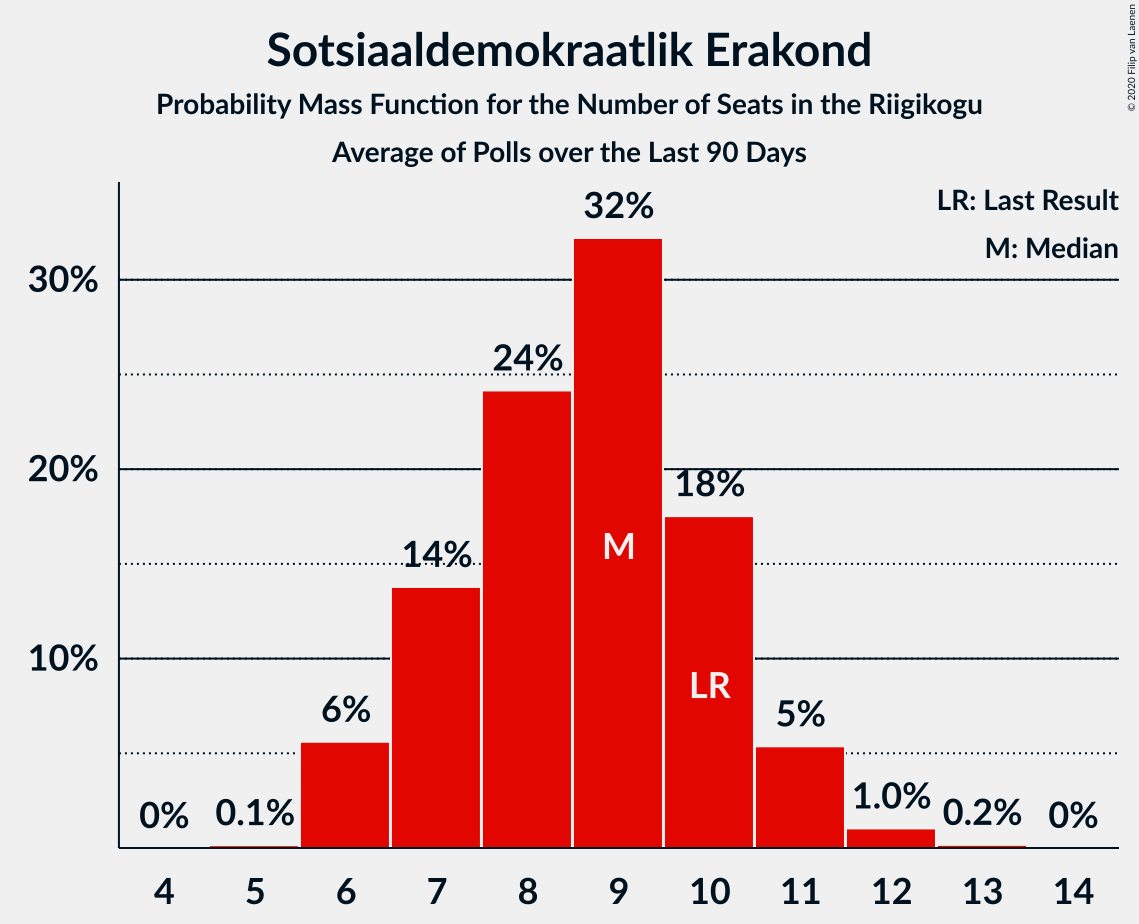 Sotsiaaldemokraatlik Erakond
Probability Mass Function for the Number of Seats in the Riigikogu
Average of Polls over the Last 90 Days
© 2020 Filip van Laenen
LR: Last Result
M: Median
32%
30%
24%
20%
18%
14%
M
10%
LR
6%
5%
0%
0.1%
1.0%
0.2%
0%
4 5 6 7 8 9 10 11 12 13 14